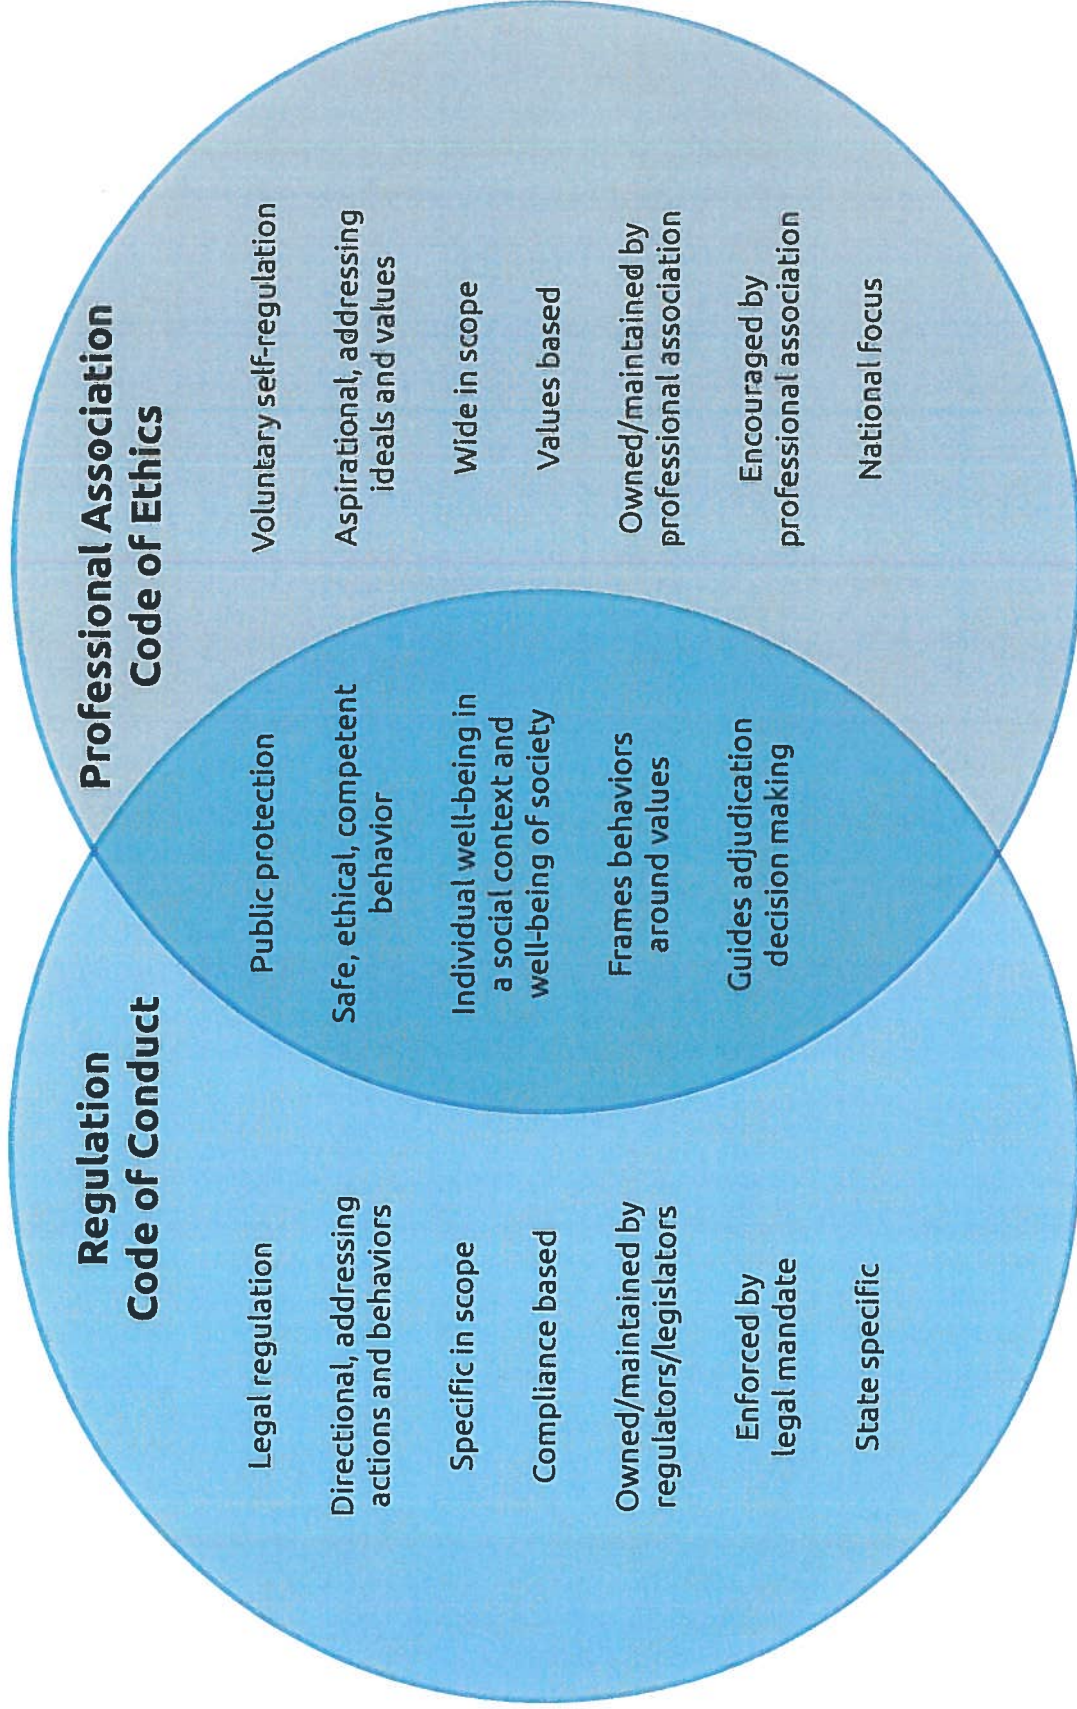 Regulation
Code of Conduct
Legal regulation
Directional, addressing
actions and behaviors
Specific in scope
Compliance based
Owned/maintained by
regulators/legislators
Enforced by
legal mandate
State specific
Public protection
Safe, ethical, competent
behavior
Individual well-being in
a social context and
well-being of society
Frames behaviors
around values
Guides adjudication
decision making
Professional Association
Code of Ethics
Voluntary self-regulation
Aspirational, addressing
ideals and values
Wide in scope
Values based
Owned/maintained by
professional association
Encouraged by
professional association
National focus